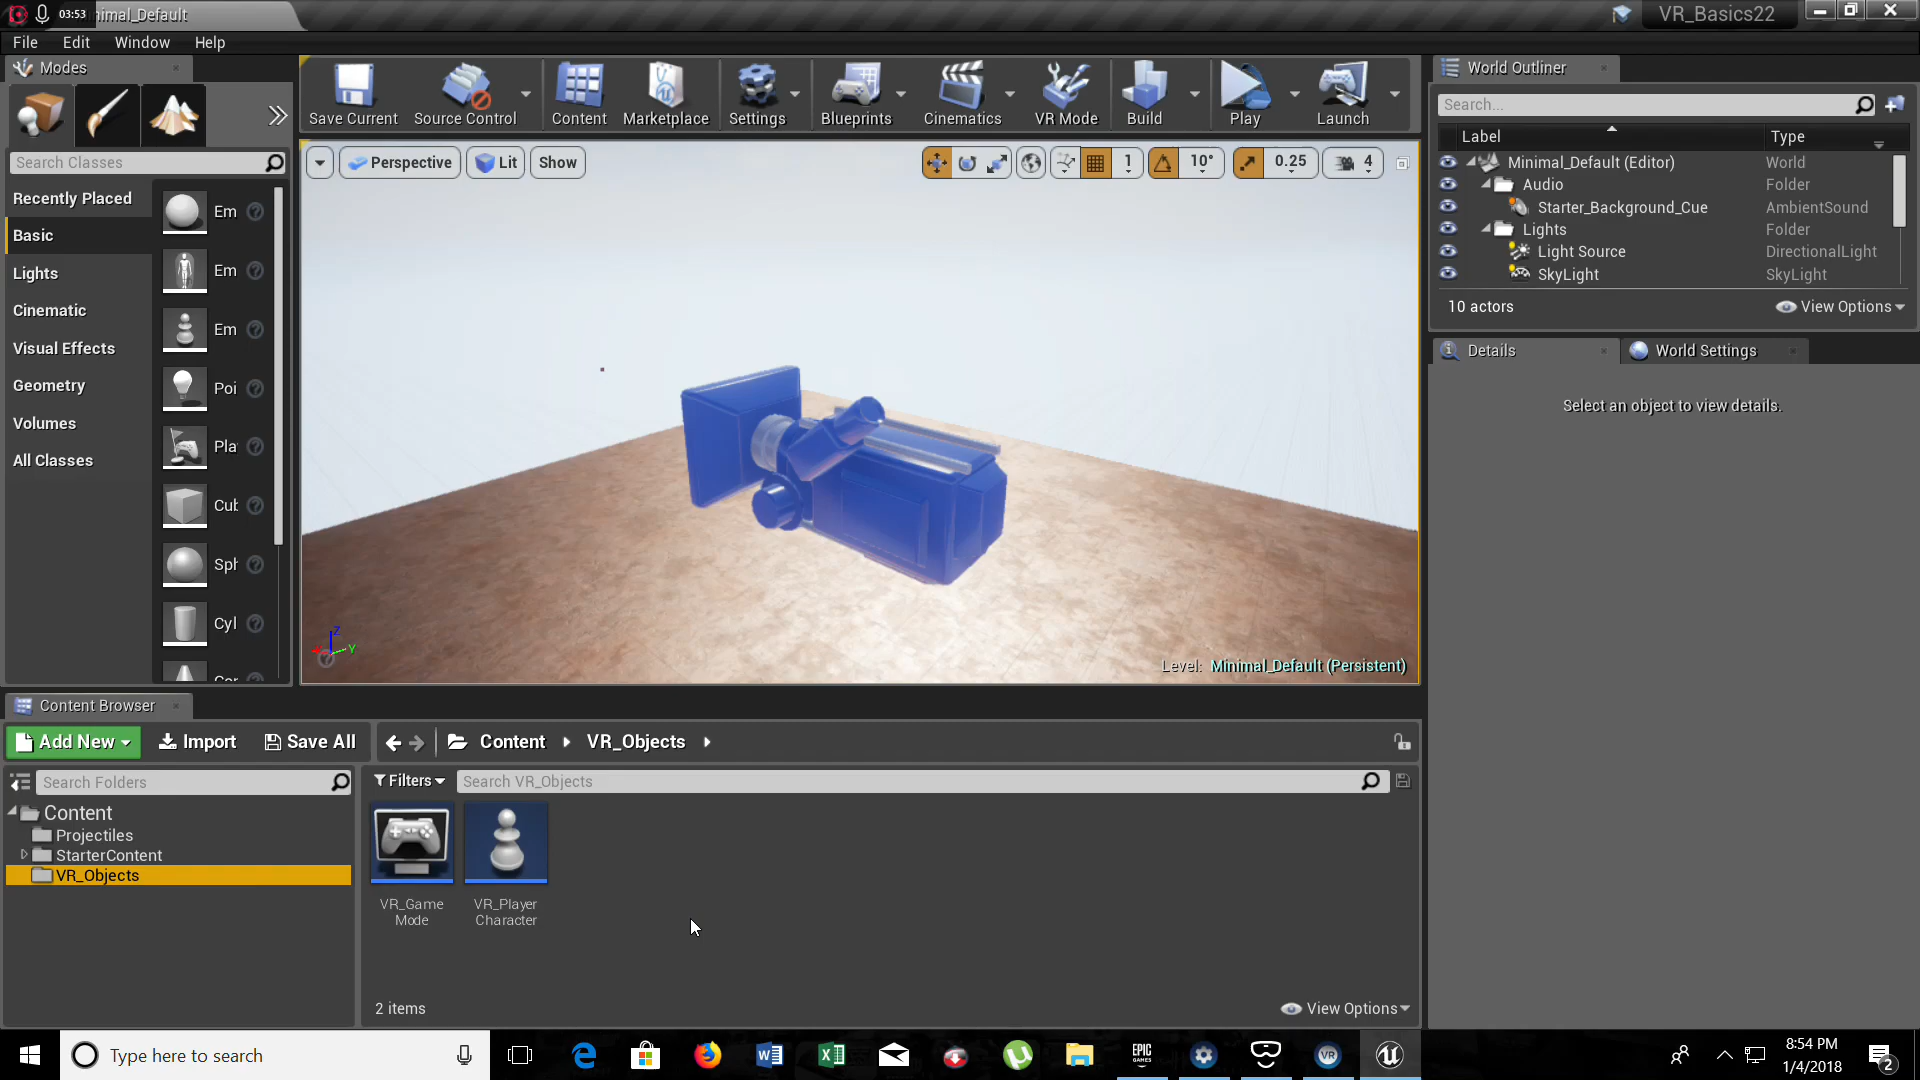 03:53
nimal_Default
VR_Basics22
File Edit Window Help
Modes
World Outliner
Save Current
Source Control
Content
Marketplace
Settings
Blueprints
Cinematics
VR Mode
Build
Play
Launch
Search...
Label
Type
Search Classes
Perspective
Lit
Show
1
10°
0.25
4
Minimal_Default (Editor) World
Audio Folder
Starter_Background_Cue AmbientSound
Lights Folder
Light Source DirectionalLight
SkyLight SkyLight
10 actors
View Options
Recently Placed
Basic
Lights
Cinematic
Visual Effects
Geometry
Volumes
All Classes
Em
Em
Em
Poi
Pla
Cub
Sph
Cyl
Details
World Settings
Select an object to view details.
Z
Y
Level: Minimal_Default (Persistent)
Content Browser
Add New
Import
Save All
Content
VR_Objects
Search Folders
Filters
Search VR_Objects
Content
Projectiles
StarterContent
VR_Objects
VR_Game
Mode
VR_Player
Character
2 items
View Options
Type here to search
EPIC
GAMES
VR
8:54 PM
1/4/2018
2